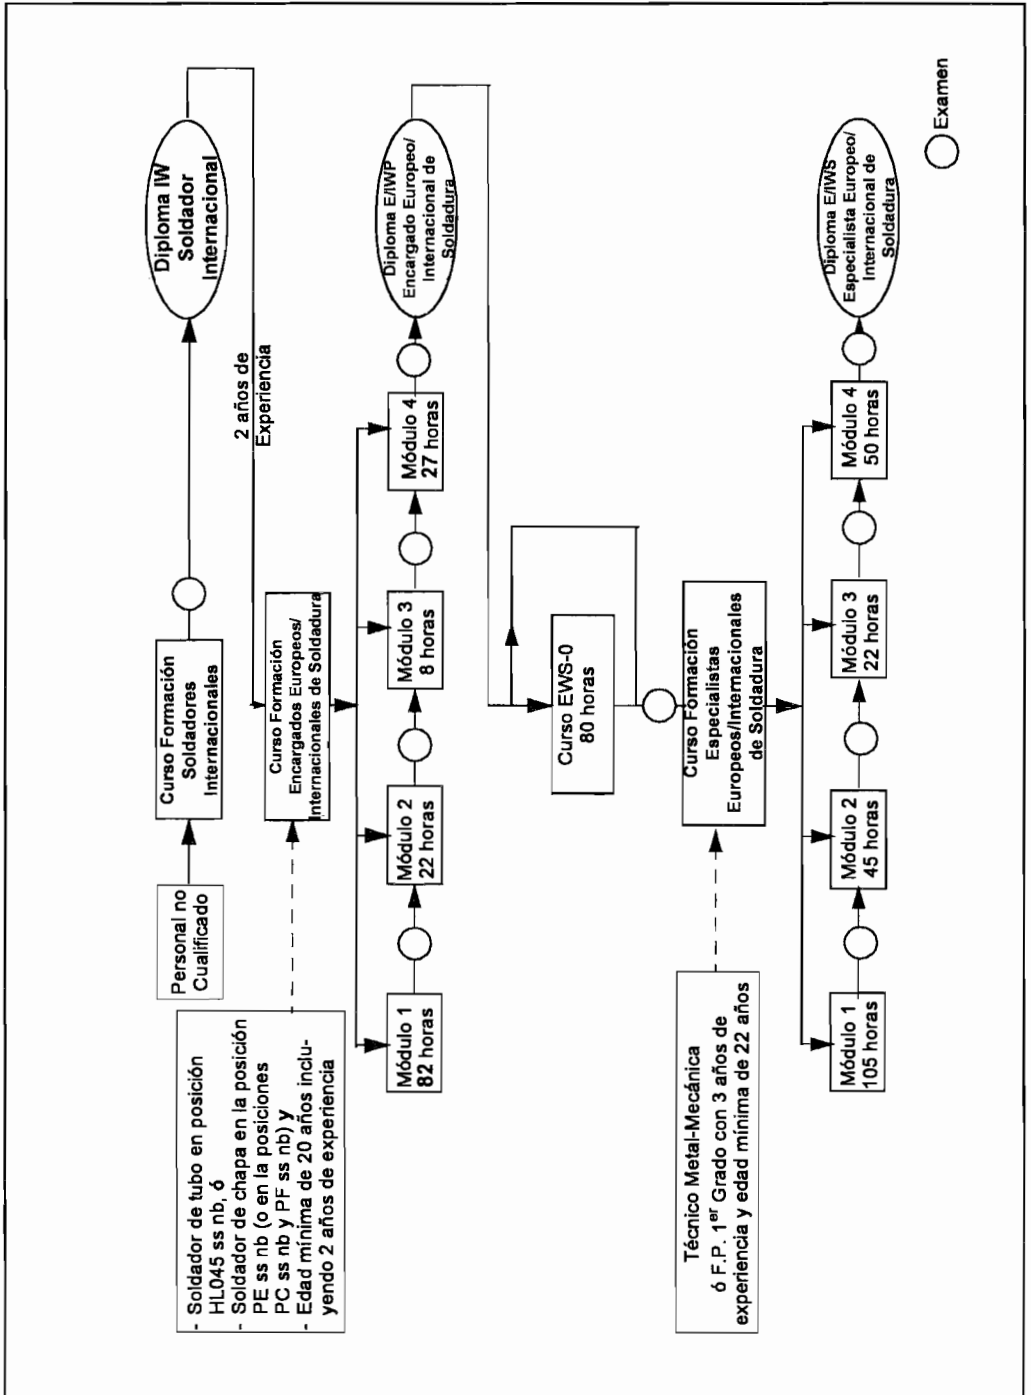 Personal no
Cualificado
Curso Formación
Soldadores
Internacionales
Diploma IW
Soldador
Internacional
2 años de
Experiencia
- Soldador de tubo en posición
HL045 ss nb, ó
- Soldador de chapa en la posición
PE ss nb (o en la posiciones
PC ss nb y PF ss nb) y
- Edad mínima de 20 años inclu-
yendo 2 años de experiencia
Curso Formación
Encargados Europeos/
Internacionales de Soldadura
Módulo 1
82 horas
Módulo 2
22 horas
Módulo 3
8 horas
Módulo 4
27 horas
Diploma E/IWP
Encargado Europeo/
Internacional de
Soldadura
Curso EWS-0
80 horas
Técnico Metal-Mecánica
ó F.P. 1er Grado con 3 años de
experiencia y edad mínima de 22 años
Curso Formación
Especialistas
Europeos/Internacionales
de Soldadura
Módulo 1
105 horas
Módulo 2
45 horas
Módulo 3
22 horas
Módulo 4
50 horas
Diploma E/IWS
Especialista Europeo/
Internacional de
Soldadura
Examen